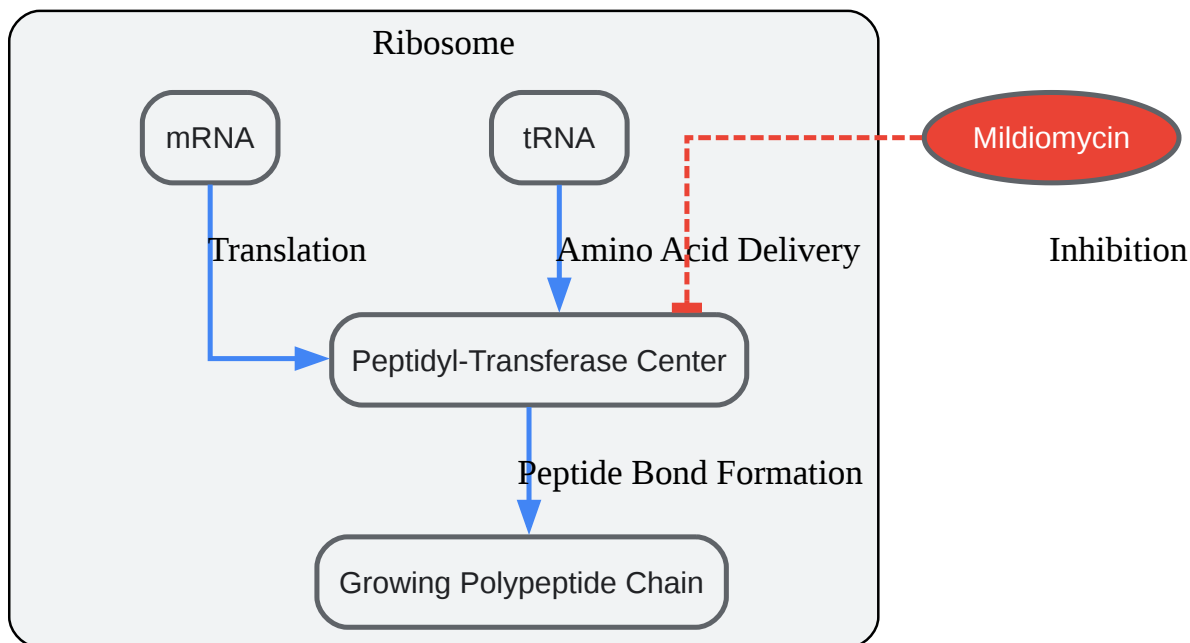 Ribosome
mRNA
tRNA
Mildiomycin
Translation
Amino Acid Delivery
Inhibition
Peptidyl-Transferase Center
Peptide Bond Formation
Growing Polypeptide Chain